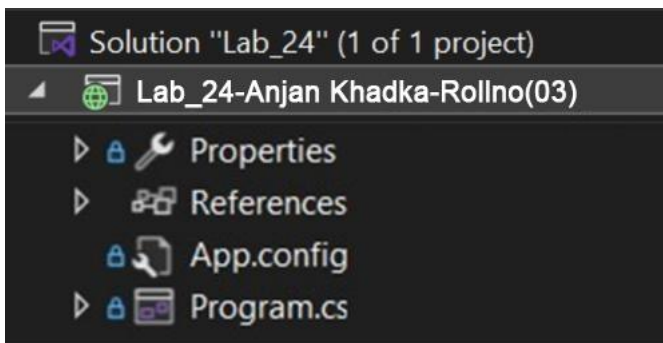 Solution "Lab_24" (1 of 1 project)
Lab_24-Anjan Khadka-Rollno(03)
Properties
References
App.config
Program.cs